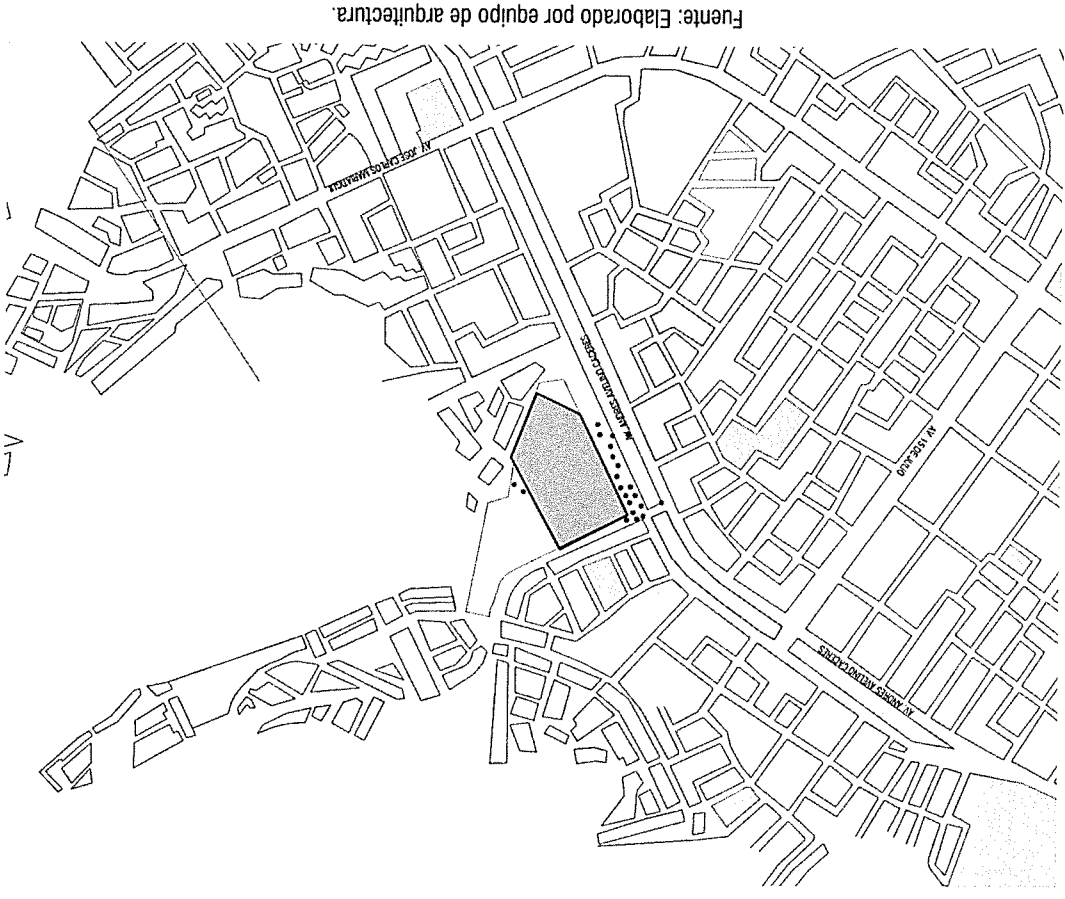 AV ANDRES AVELINO CACERES
AV 15 DE JULIO
AV. ANDRES AVELINO CACERES
AV JOSE CARLOS MARIATIGUI
Fuente: Elaborado por equipo de arquitectura.